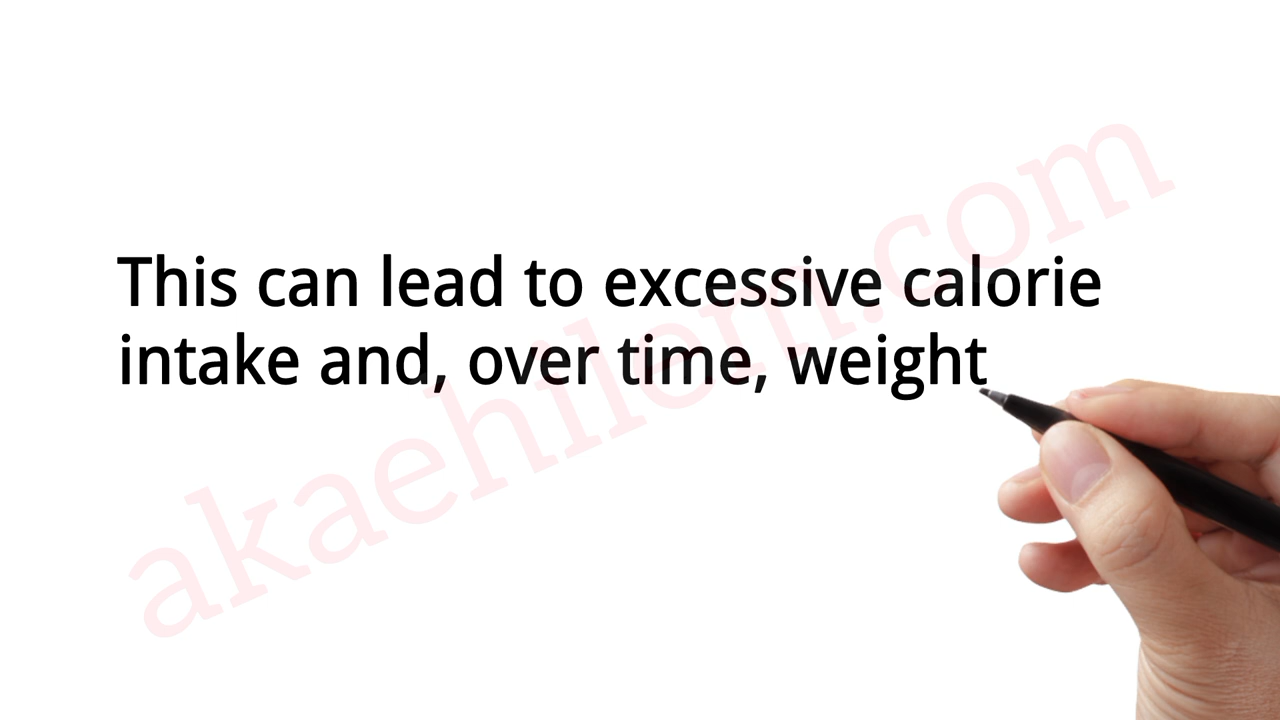 This can lead to excessive calorie
intake and, over time, weight
akaehilem.com